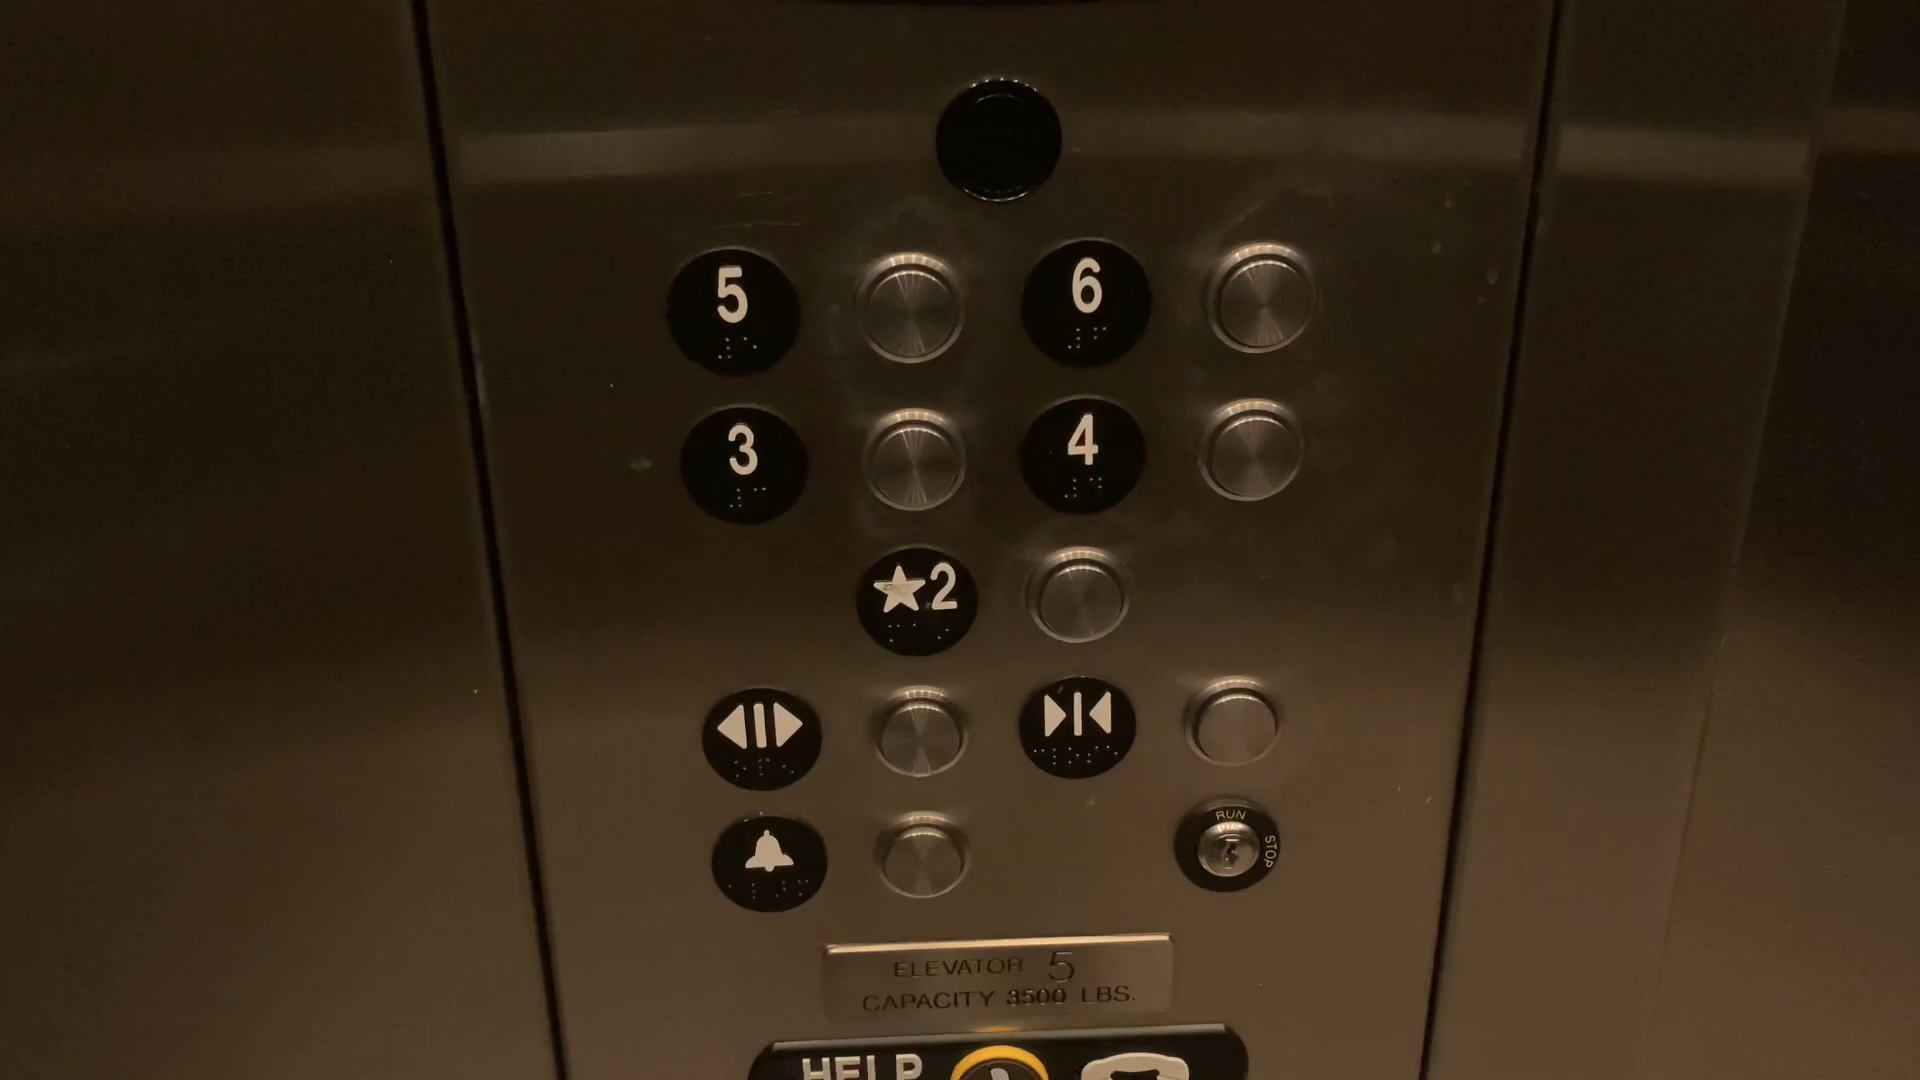 5 6
3 4
★2
RUN
STOP
ELEVATOR 5
CAPACITY 3500 LBS.
HELP